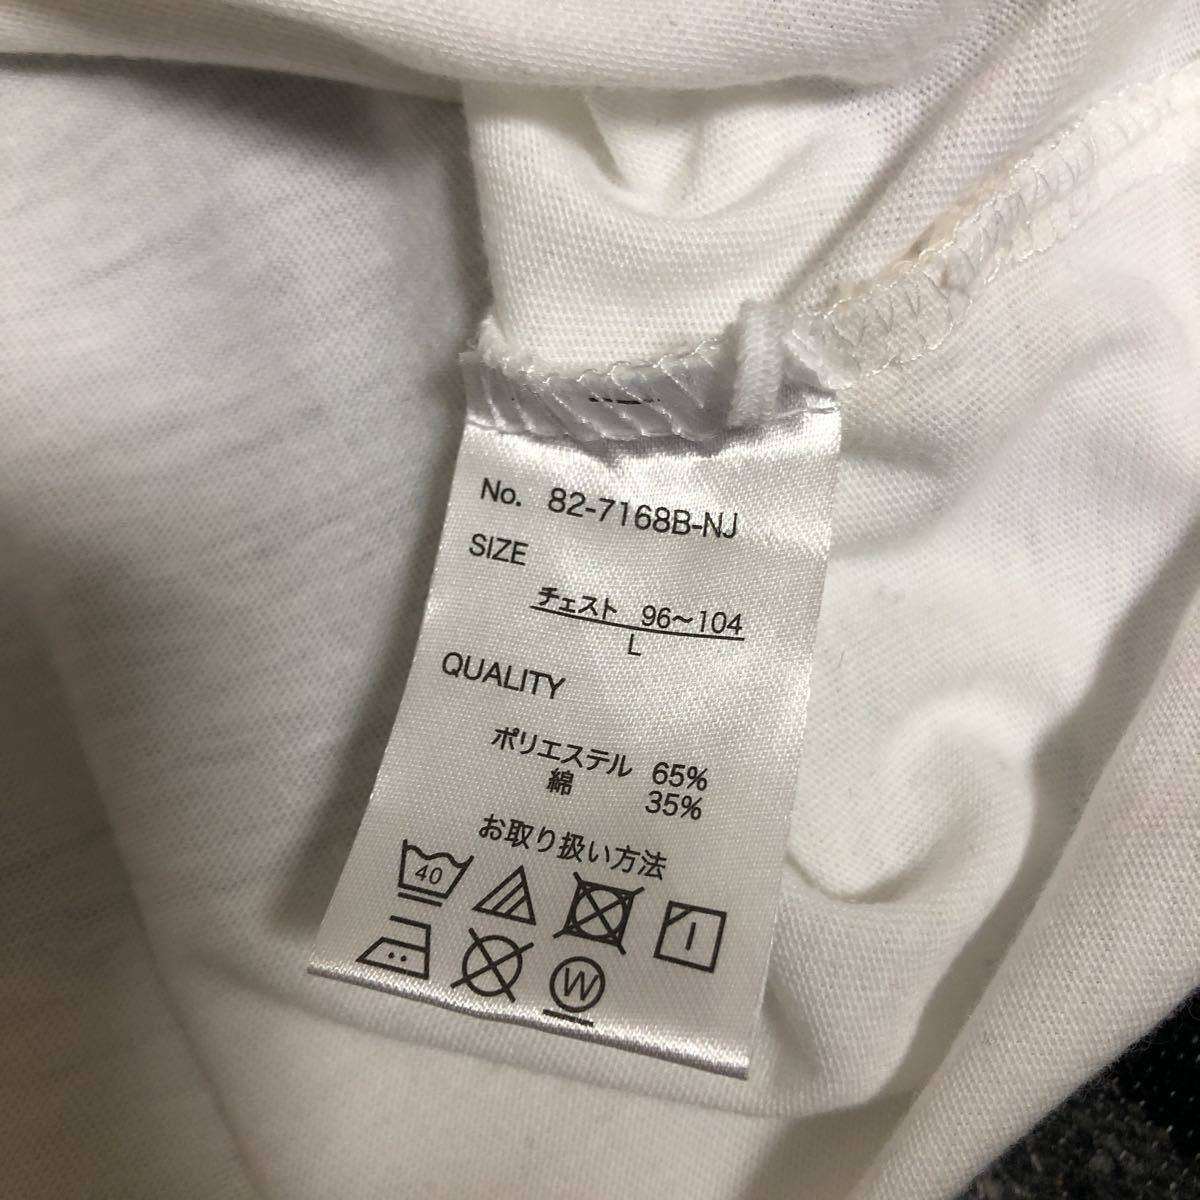 No. 82-7168B-NJ
SIZE
チェスト 96~104
L
QUALITY
ポリエステル 65%
綿 35%
お取り扱い方法
40
W